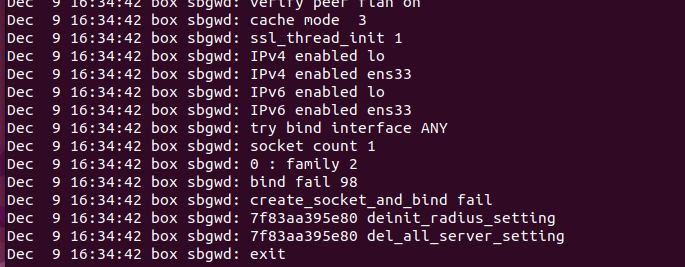 Dec  9 16:34:42 box sbgwd: verify peer flah on
Dec  9 16:34:42 box sbgwd: cache mode  3
Dec  9 16:34:42 box sbgwd: ssl_thread_init 1
Dec  9 16:34:42 box sbgwd: IPv4 enabled lo
Dec  9 16:34:42 box sbgwd: IPv4 enabled ens33
Dec  9 16:34:42 box sbgwd: IPv6 enabled lo
Dec  9 16:34:42 box sbgwd: IPv6 enabled ens33
Dec  9 16:34:42 box sbgwd: try bind interface ANY
Dec  9 16:34:42 box sbgwd: socket count 1
Dec  9 16:34:42 box sbgwd: 0 : family 2
Dec  9 16:34:42 box sbgwd: bind fail 98
Dec  9 16:34:42 box sbgwd: create_socket_and_bind fail
Dec  9 16:34:42 box sbgwd: 7f83aa395e80 deinit_radius_setting
Dec  9 16:34:42 box sbgwd: 7f83aa395e80 del_all_server_setting
Dec  9 16:34:42 box sbgwd: exit